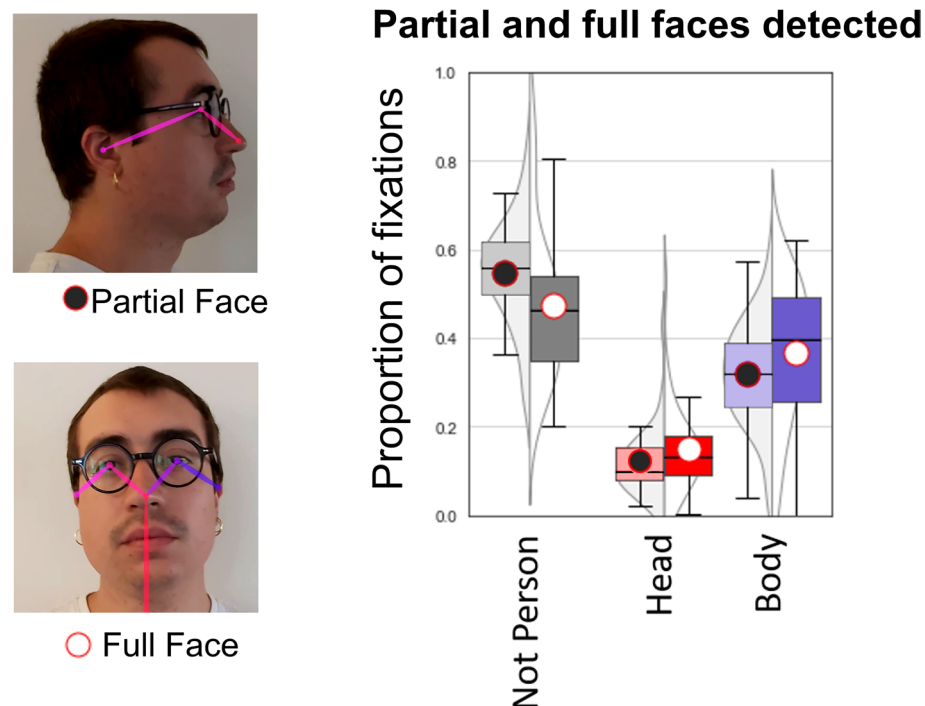 Partial and full faces detected
Partial Face
Full Face
Proportion of fixations
1.0
0.8
0.6
0.4
0.2
0.0
Not Person
Head
Body